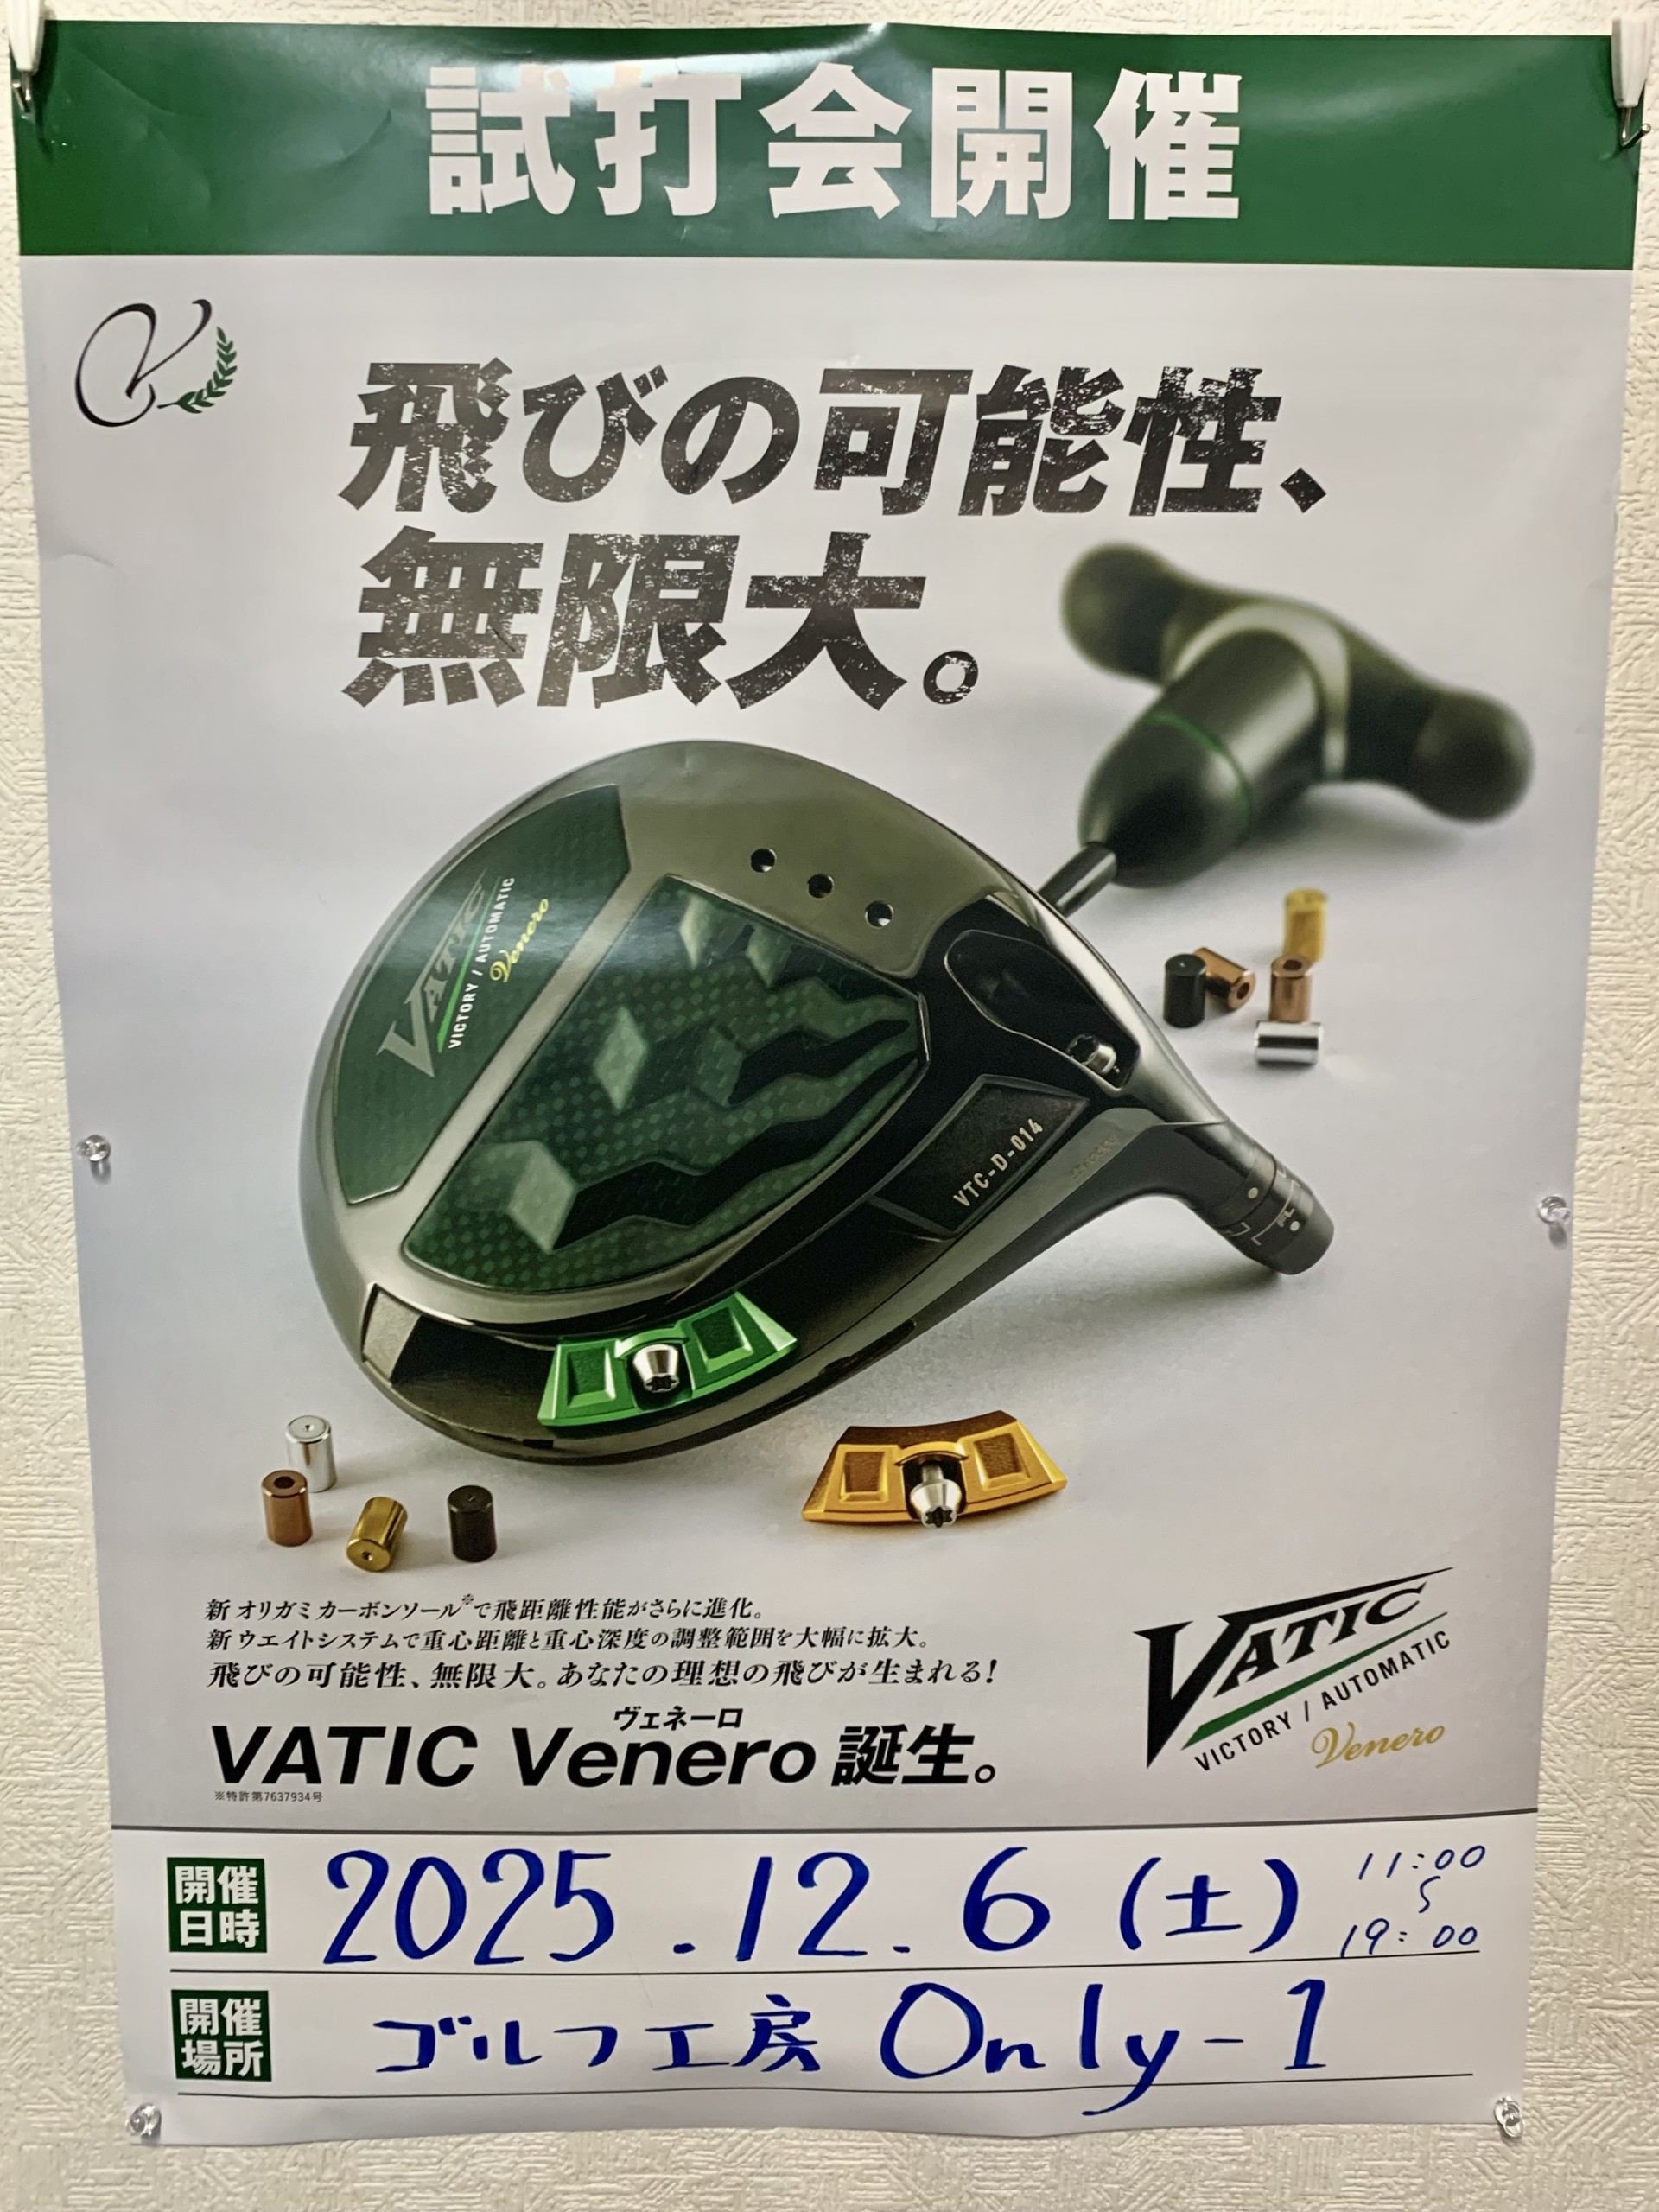 試打会開催
飛びの可能性、
無限大。
VATIC
VICTORY / AUTOMATIC
Venero
VTC-D-014
新オリガミカーボンソール※で飛距離性能がさらに進化。
新ウエイトシステムで重心距離と重心深度の調整範囲を大幅に拡大。
飛びの可能性、無限大。あなたの理想の飛びが生まれる!
ヴェネーロ
VATIC Venero 誕生。
※特許第7637934号
VATIC
VICTORY / AUTOMATIC
Venero
開催日時 2025.12.6(土) 11:00〜19:00
開催場所 ゴルフ工房 Only-1